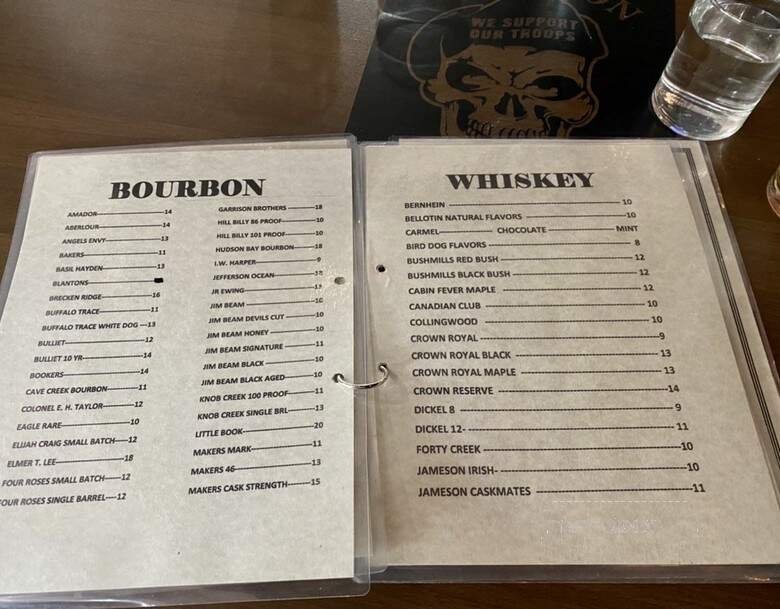 ON
WE SUPPORT
OUR TROOPS
BOURBON
AMADOR 14
ABERLOUR 14
ANGELS ENVY 13
BAKERS 11
BASIL HAYDEN 13
BLANTONS
BRECKEN RIDGE 16
BUFFALO TRACE 11
BUFFALO TRACE WHITE DOG 13
BULLIET 12
BULLIET 10 YR 14
BOOKERS 14
CAVE CREEK BOURBON 11
COLONEL E. H. TAYLOR 12
EAGLE RARE 10
ELIJAH CRAIG SMALL BATCH 12
ELMER T. LEE 18
FOUR ROSES SMALL BATCH 12
FOUR ROSES SINGLE BARREL 12
GARRISON BROTHERS 18
HILL BILLY 86 PROOF 10
HILL BILLY 101 PROOF 10
HUDSON BAY BOURBON 18
I.W. HARPER 9
JEFFERSON OCEAN
JR EWING
JIM BEAM 10
JIM BEAM DEVILS CUT 10
JIM BEAM HONEY 10
JIM BEAM SIGNATURE 11
JIM BEAM BLACK 10
JIM BEAM BLACK AGED 10
KNOB CREEK 100 PROOF 11
KNOB CREEK SINGLE BRL 13
LITTLE BOOK 20
MAKERS MARK 11
MAKERS 46 13
MAKERS CASK STRENGTH 15
WHISKEY
BERNHEIN 10
BELLOTIN NATURAL FLAVORS 10
CARMEL CHOCOLATE MINT
BIRD DOG FLAVORS 8
BUSHMILLS RED BUSH 12
BUSHMILLS BLACK BUSH 12
CABIN FEVER MAPLE 12
CANADIAN CLUB 10
COLLINGWOOD 10
CROWN ROYAL 9
CROWN ROYAL BLACK 13
CROWN ROYAL MAPLE 13
CROWN RESERVE 14
DICKEL 8 9
DICKEL 12- 11
FORTY CREEK 10
JAMESON IRISH- 10
JAMESON CASKMATES 11